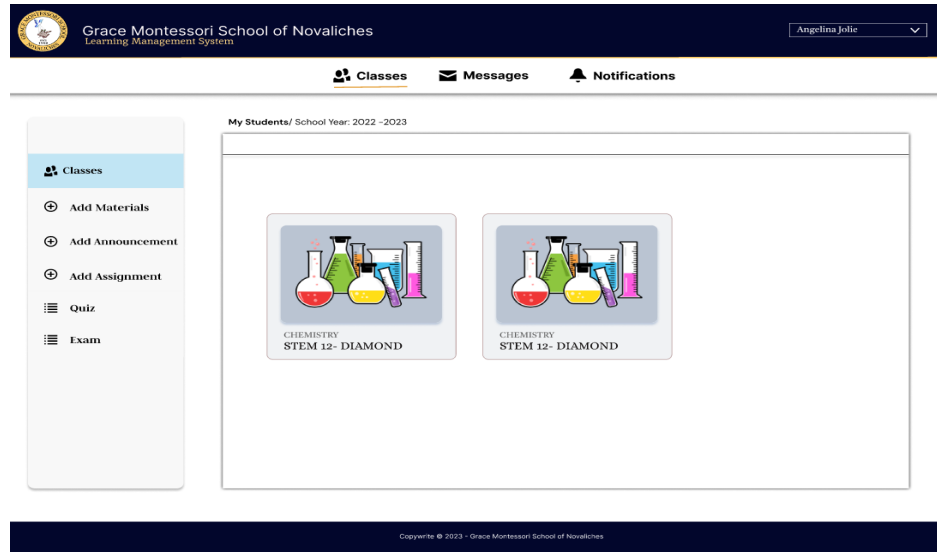 Grace Montessori School of Novaliches
Learning Management System
Angelina Jolie
Classes Messages Notifications
My Students/ School Year: 2022 -2023
Classes
Add Materials
Add Announcement
Add Assignment
Quiz
Exam
CHEMISTRY
STEM 12- DIAMOND
CHEMISTRY
STEM 12- DIAMOND
Copywrite © 2023 - Grace Montessori School of Novaliches